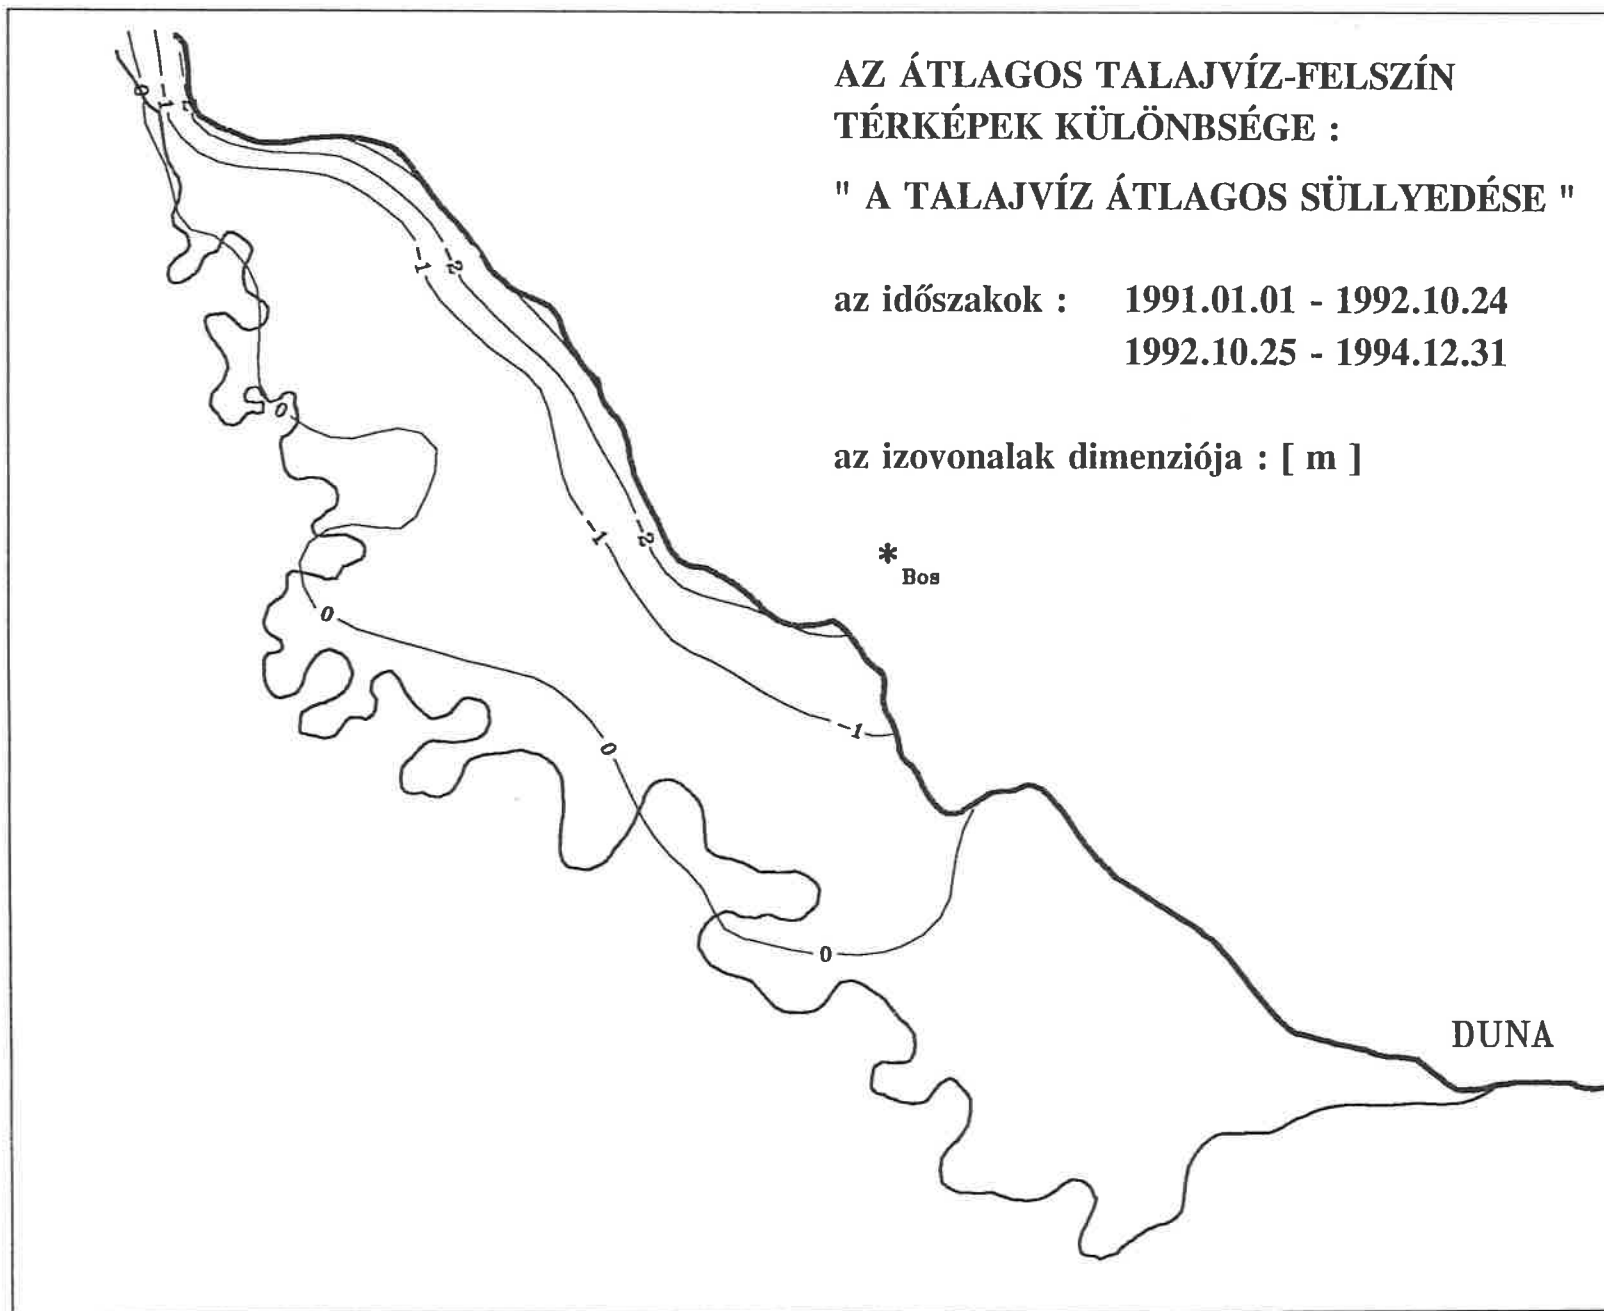 AZ ÁTLAGOS TALAJVÍZ-FELSZÍN
TÉRKÉPEK KÜLÖNBSÉGE :
" A TALAJVÍZ ÁTLAGOS SÜLLYEDÉSE "
az időszakok : 1991.01.01 - 1992.10.24
1992.10.25 - 1994.12.31
az izovonalak dimenziója : [ m ]
0 -1 -2
-1 -2
0
-1 -2
* Bos
0
-1
0
0
DUNA